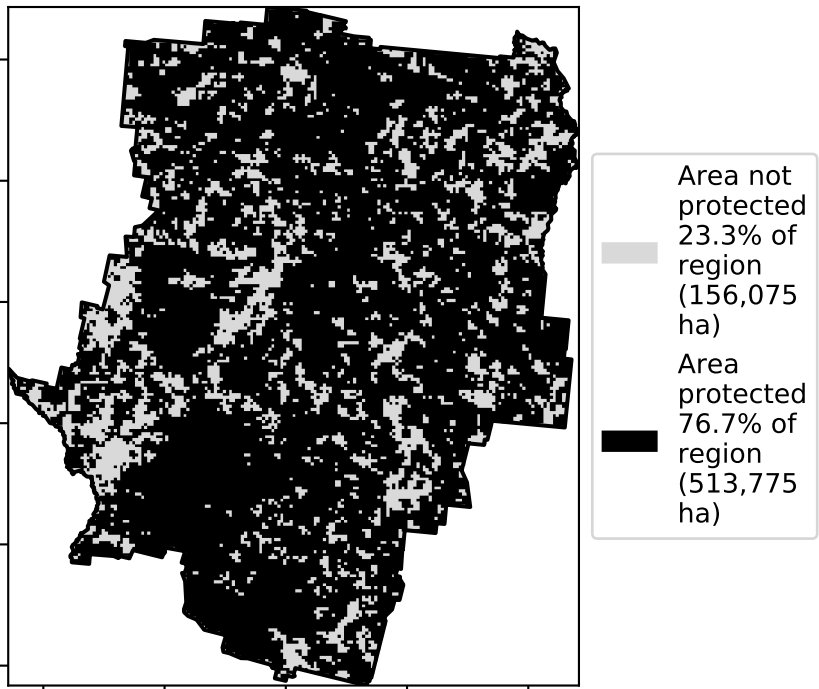 Area not
protected
23.3% of
region
(156,075
ha)
Area
protected
76.7% of
region
(513,775
ha)